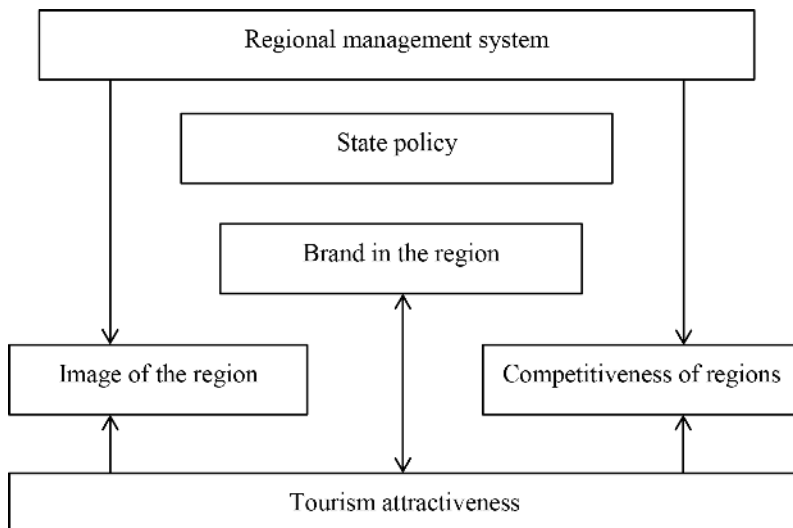 Regional management system
State policy
Brand in the region
Image of the region
Competitiveness of regions
Tourism attractiveness